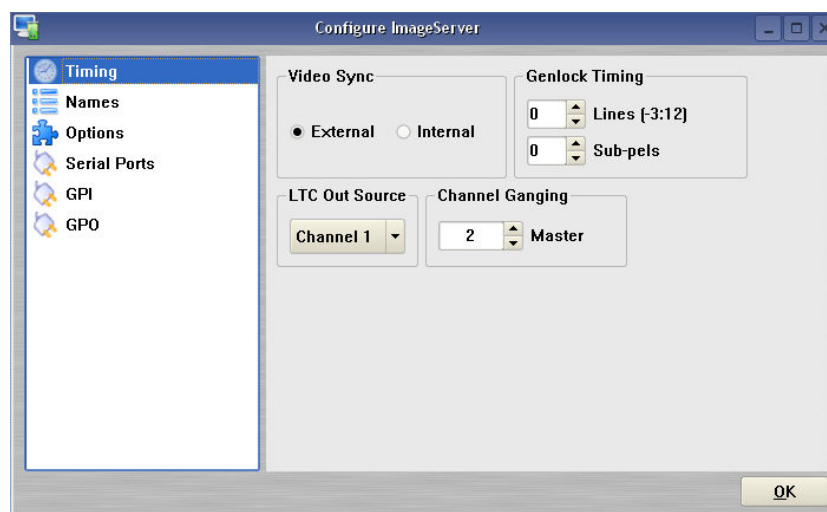 Configure ImageServer
Timing
Names
Options
Serial Ports
GPI
GPO
Video Sync
External
Internal
Genlock Timing
0 Lines (-3:12)
0 Sub-pels
LTC Out Source
Channel 1
Channel Ganging
2 Master
OK